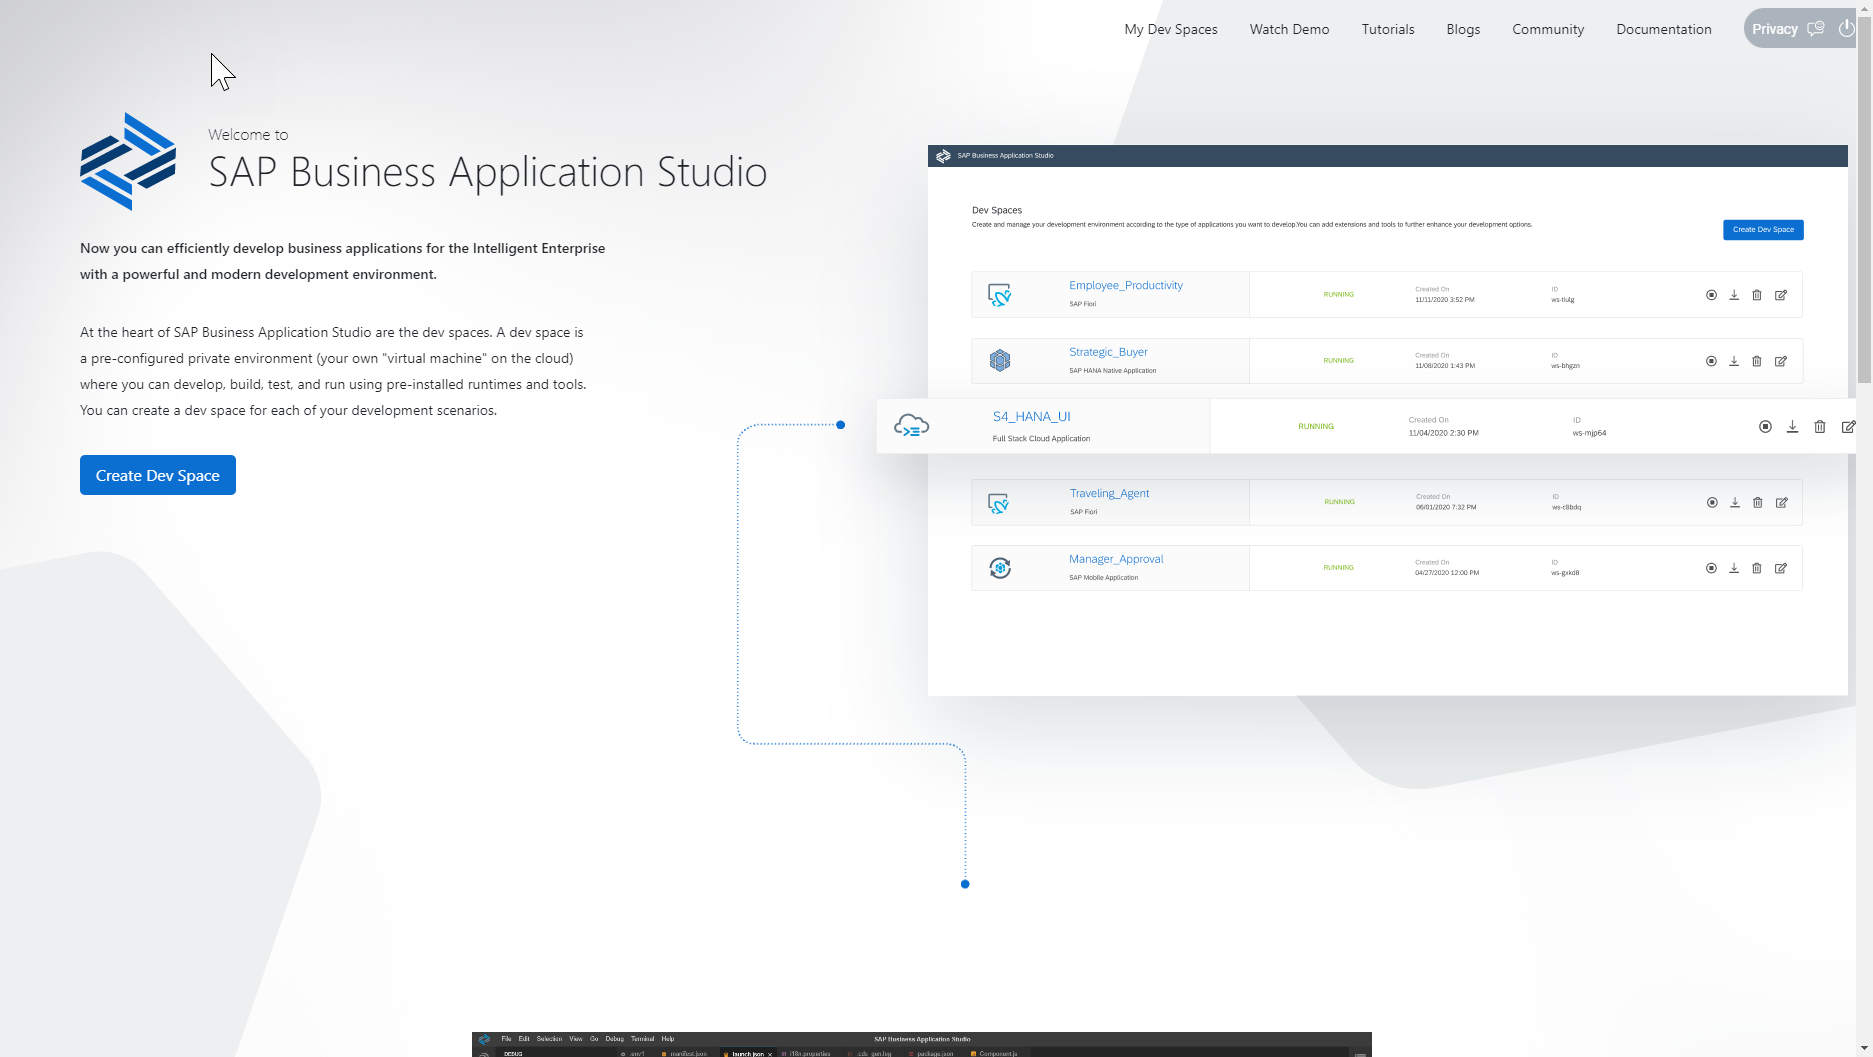 My Dev Spaces Watch Demo Tutorials Blogs Community Documentation Privacy
Welcome to
SAP Business Application Studio
Now you can efficiently develop business applications for the Intelligent Enterprise
with a powerful and modern development environment.
At the heart of SAP Business Application Studio are the dev spaces. A dev space is
a pre-configured private environment (your own "virtual machine" on the cloud)
where you can develop, build, test, and run using pre-installed runtimes and tools.
You can create a dev space for each of your development scenarios.
Create Dev Space
SAP Business Application Studio
Dev Spaces
Create and manage your development environment according to the type of applications you want to develop.You can add extensions and tools to further enhance your development options.
Create Dev Space
Employee_Productivity
SAP Fiori
RUNNING
Created On
11/11/2020 3:52 PM
ID
ws-tlulg
Strategic_Buyer
SAP HANA Native Application
RUNNING
Created On
11/08/2020 1:43 PM
ID
ws-bhgzn
S4_HANA_UI
Full Stack Cloud Application
RUNNING
Created On
11/04/2020 2:30 PM
ID
ws-mjp64
Traveling_Agent
SAP Fiori
RUNNING
Created On
06/01/2020 7:32 PM
ID
ws-c8bdq
Manager_Approval
SAP Mobile Application
RUNNING
Created On
04/27/2020 12:00 PM
ID
ws-gxkd8
File Edit Selection View Go Debug Terminal Help SAP Business Application Studio
DEBUG .env1 manifest.json launch.json i18n.properties .cds_gen.log package.json Component.js